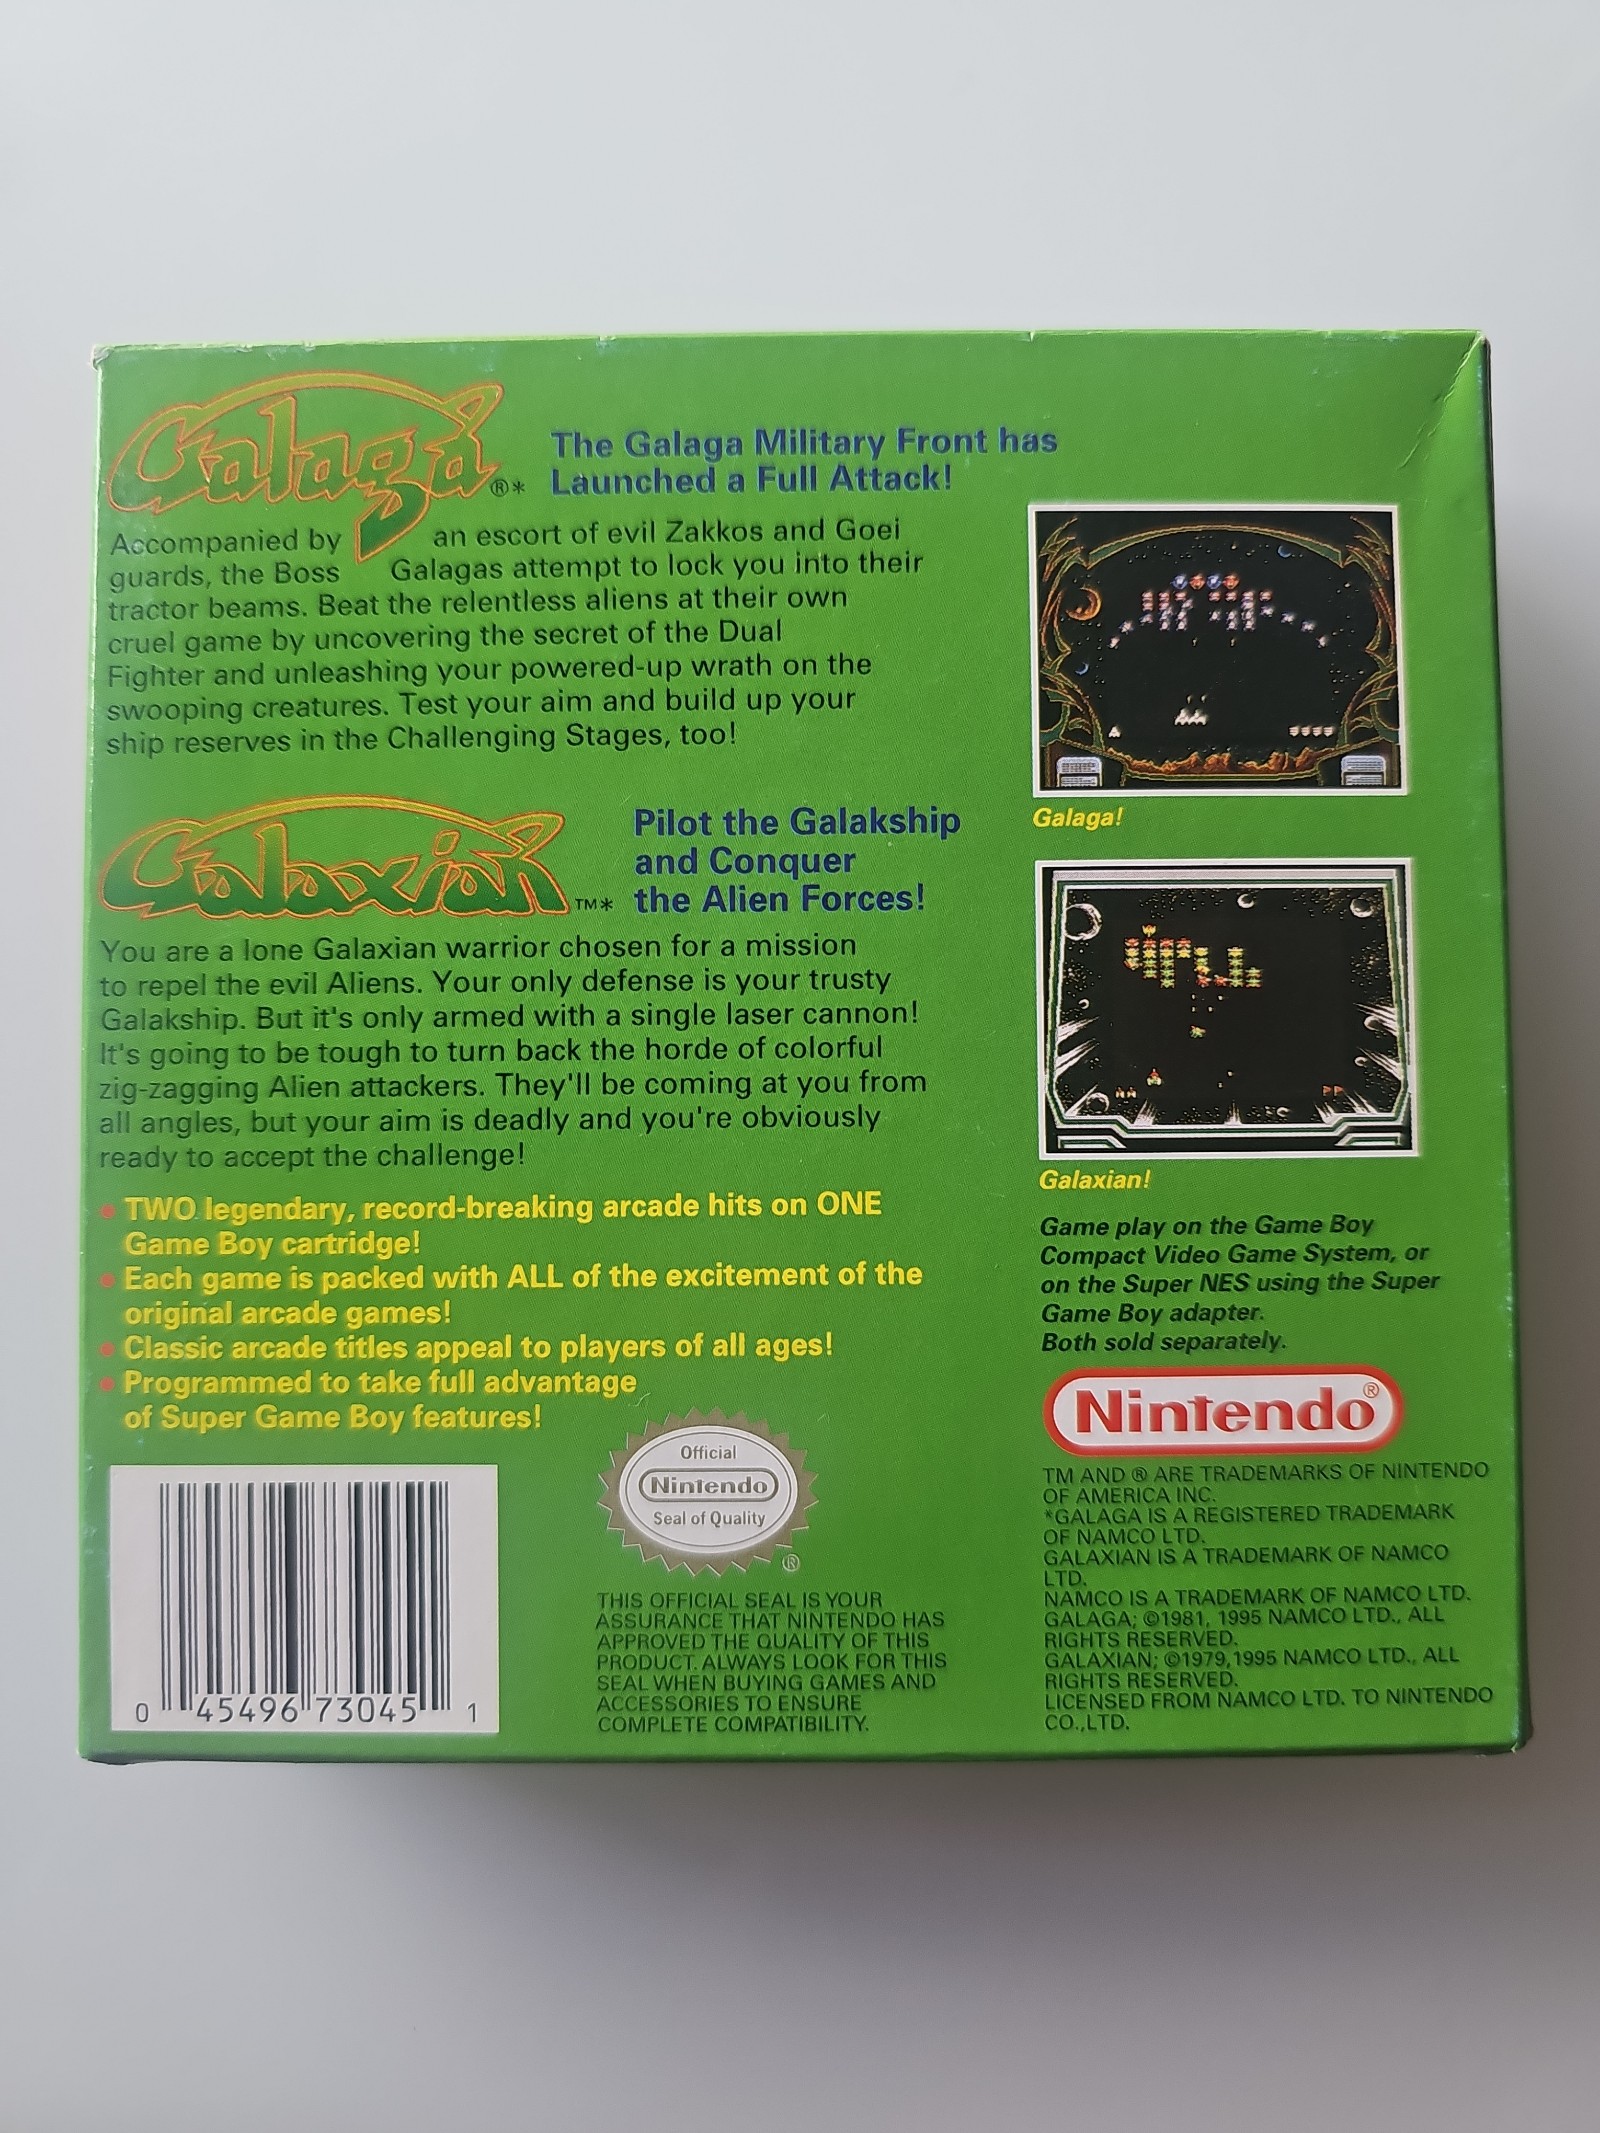 Galaga®*
The Galaga Military Front has
Launched a Full Attack!
Accompanied by an escort of evil Zakkos and Goei
guards, the Boss Galagas attempt to lock you into their
tractor beams. Beat the relentless aliens at their own
cruel game by uncovering the secret of the Dual
Fighter and unleashing your powered-up wrath on the
swooping creatures. Test your aim and build up your
ship reserves in the Challenging Stages, too!
Galaga!
Galaxian™*
Pilot the Galakship
and Conquer
the Alien Forces!
You are a lone Galaxian warrior chosen for a mission
to repel the evil Aliens. Your only defense is your trusty
Galakship. But it's only armed with a single laser cannon!
It's going to be tough to turn back the horde of colorful
zig-zagging Alien attackers. They'll be coming at you from
all angles, but your aim is deadly and you're obviously
ready to accept the challenge!
Galaxian!
• TWO legendary, record-breaking arcade hits on ONE
Game Boy cartridge!
• Each game is packed with ALL of the excitement of the
original arcade games!
• Classic arcade titles appeal to players of all ages!
• Programmed to take full advantage
of Super Game Boy features!
Game play on the Game Boy
Compact Video Game System, or
on the Super NES using the Super
Game Boy adapter.
Both sold separately.
Nintendo®
0 45496 73045 1
Official
Nintendo
Seal of Quality
®
THIS OFFICIAL SEAL IS YOUR
ASSURANCE THAT NINTENDO HAS
APPROVED THE QUALITY OF THIS
PRODUCT. ALWAYS LOOK FOR THIS
SEAL WHEN BUYING GAMES AND
ACCESSORIES TO ENSURE
COMPLETE COMPATIBILITY.
TM AND ® ARE TRADEMARKS OF NINTENDO
OF AMERICA INC.
*GALAGA IS A REGISTERED TRADEMARK
OF NAMCO LTD.
GALAXIAN IS A TRADEMARK OF NAMCO
LTD.
NAMCO IS A TRADEMARK OF NAMCO LTD.
GALAGA; ©1981, 1995 NAMCO LTD., ALL
RIGHTS RESERVED.
GALAXIAN; ©1979,1995 NAMCO LTD., ALL
RIGHTS RESERVED.
LICENSED FROM NAMCO LTD. TO NINTENDO
CO.,LTD.